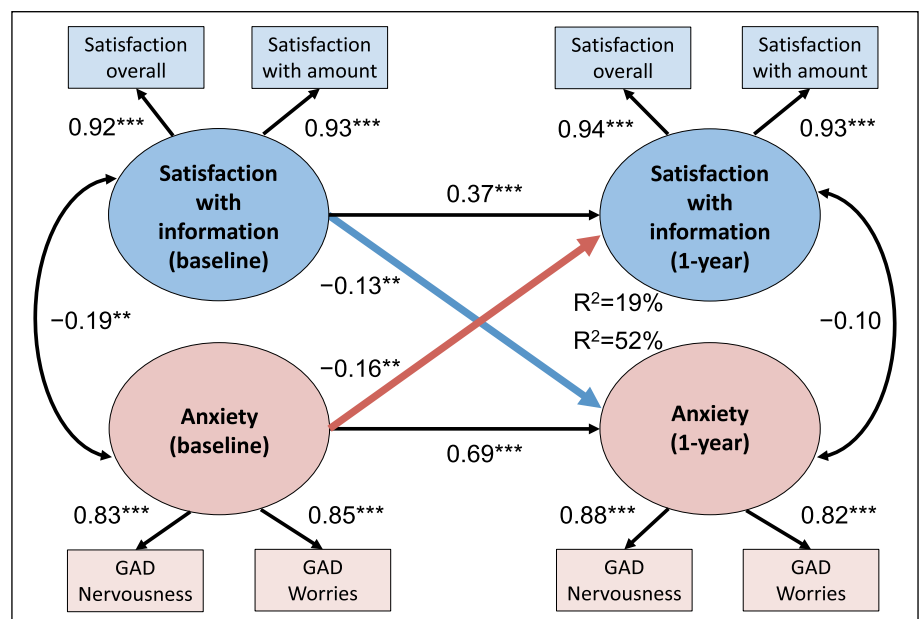 Satisfaction
overall
Satisfaction
with amount
Satisfaction
overall
Satisfaction
with amount
0.92***
0.93***
0.94***
0.93***
Satisfaction
with
information
(baseline)
0.37***
Satisfaction
with
information
(1-year)
−0.13**
R²=19%
−0.19**
−0.10
R²=52%
−0.16**
Anxiety
(baseline)
Anxiety
(1-year)
0.69***
0.83***
0.85***
0.88***
0.82***
GAD
Nervousness
GAD
Worries
GAD
Nervousness
GAD
Worries